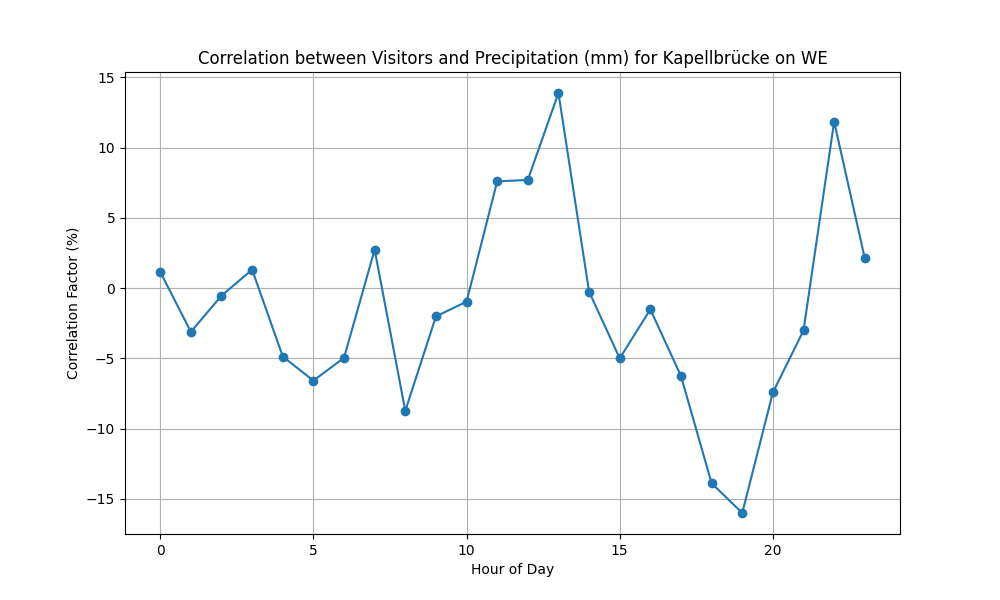 Correlation between Visitors and Precipitation (mm) for Kapellbrücke on WE
Correlation Factor (%)
15
10
5
0
−5
−10
−15
0 5 10 15 20
Hour of Day